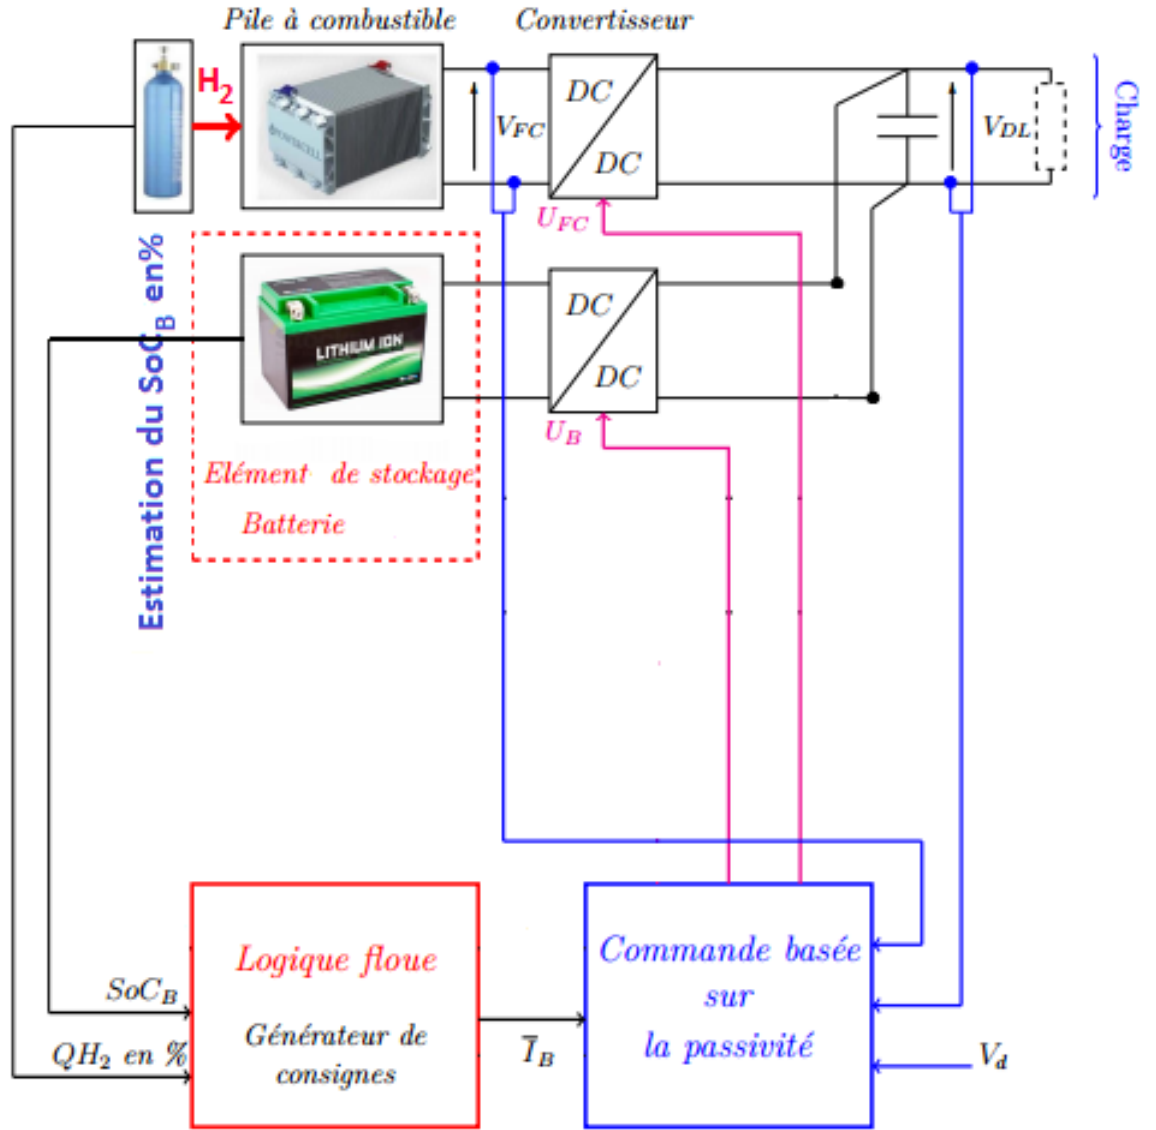 Pile à combustible
Convertisseur
H2
POWERCELL
VFC
DC
DC
VDL
Charge
UFC
Estimation du SoCB en%
LITHIUM ION
DC
DC
UB
Elément de stockage
Batterie
Logique floue
Générateur de
consignes
SoCB
QH2 en %
ĪB
Commande basée
sur
la passivité
Vd